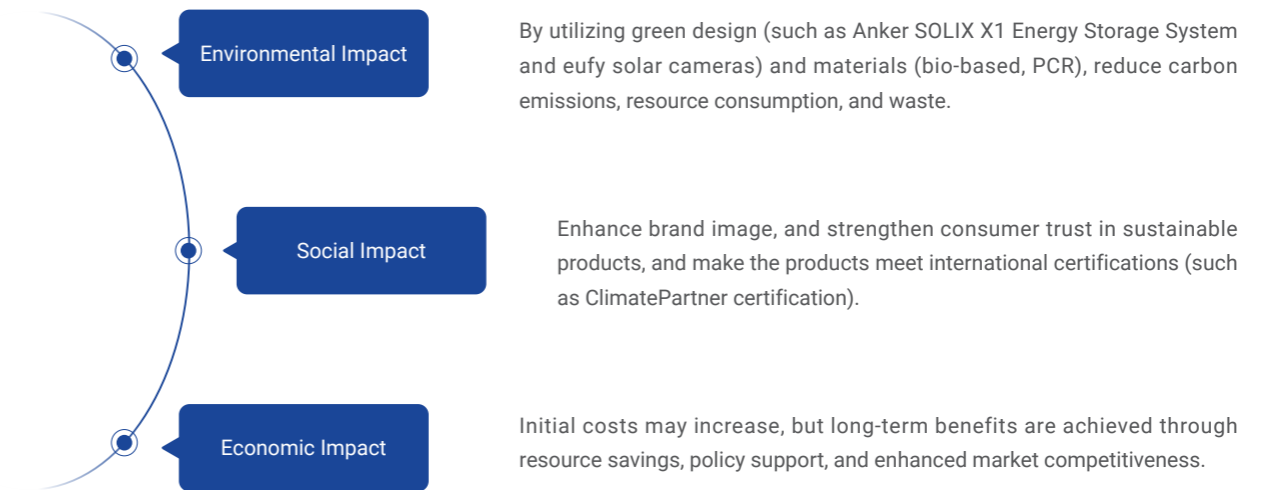 Environmental Impact
By utilizing green design (such as Anker SOLIX X1 Energy Storage System
and eufy solar cameras) and materials (bio-based, PCR), reduce carbon
emissions, resource consumption, and waste.
Social Impact
Enhance brand image, and strengthen consumer trust in sustainable
products, and make the products meet international certifications (such
as ClimatePartner certification).
Economic Impact
Initial costs may increase, but long-term benefits are achieved through
resource savings, policy support, and enhanced market competitiveness.